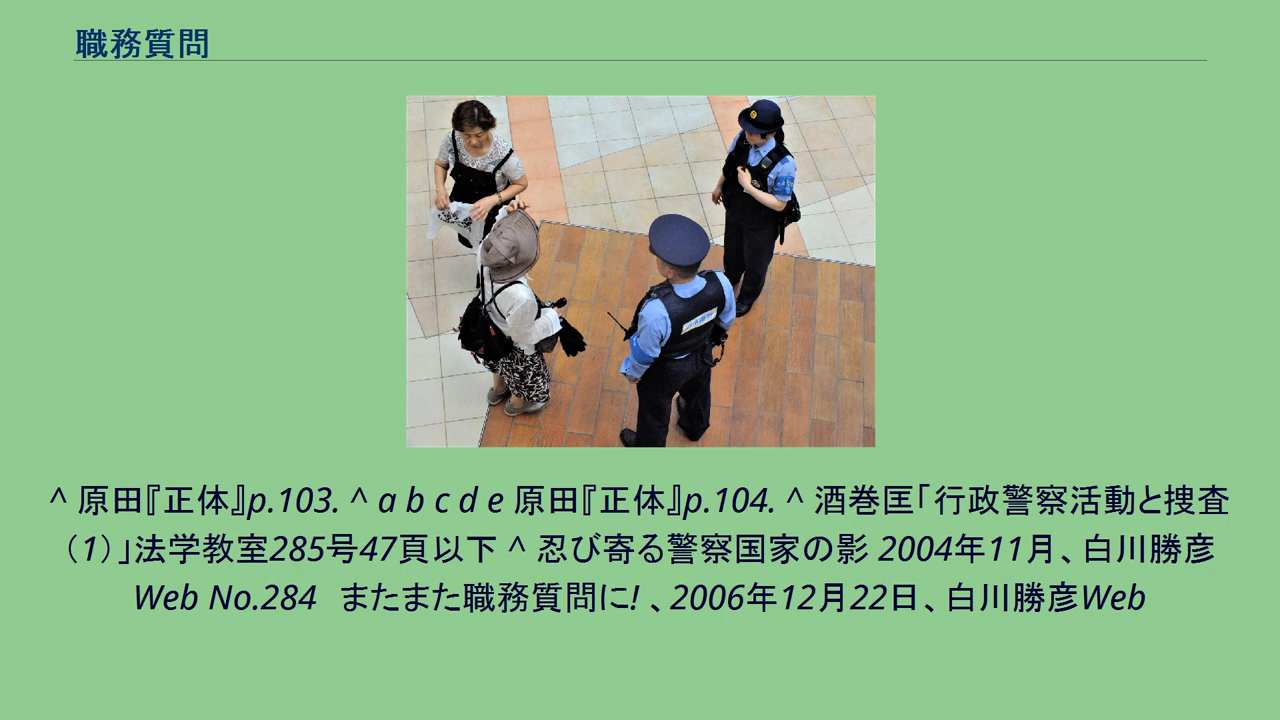 職務質問
^ 原田『正体』p.103. ^ a b c d e 原田『正体』p.104. ^ 酒巻匡「行政警察活動と捜査
（1）」法学教室285号47頁以下 ^ 忍び寄る警察国家の影 2004年11月、白川勝彦
Web No.284　またまた職務質問に! 、2006年12月22日、白川勝彦Web